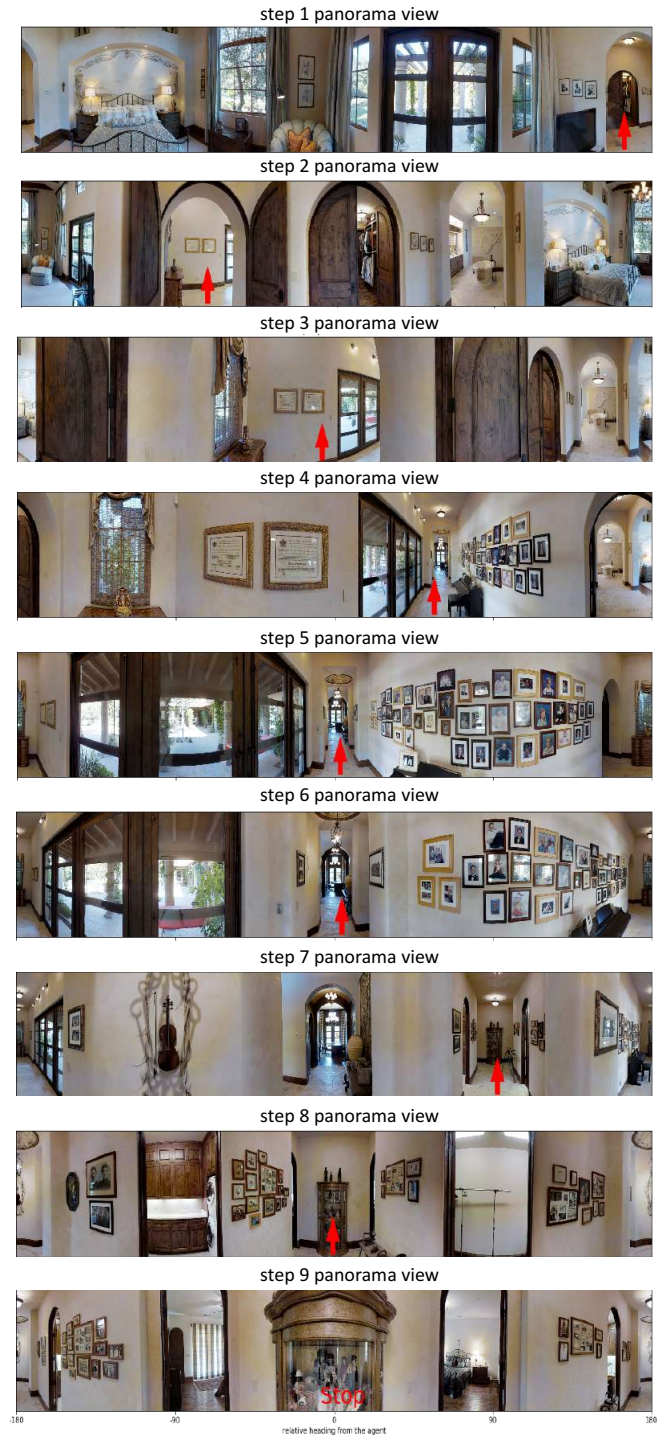 step 1 panorama view
step 2 panorama view
step 3 panorama view
step 4 panorama view
step 5 panorama view
step 6 panorama view
step 7 panorama view
step 8 panorama view
step 9 panorama view
Stop
-180 -90 0 90 180
relative heading from the agent